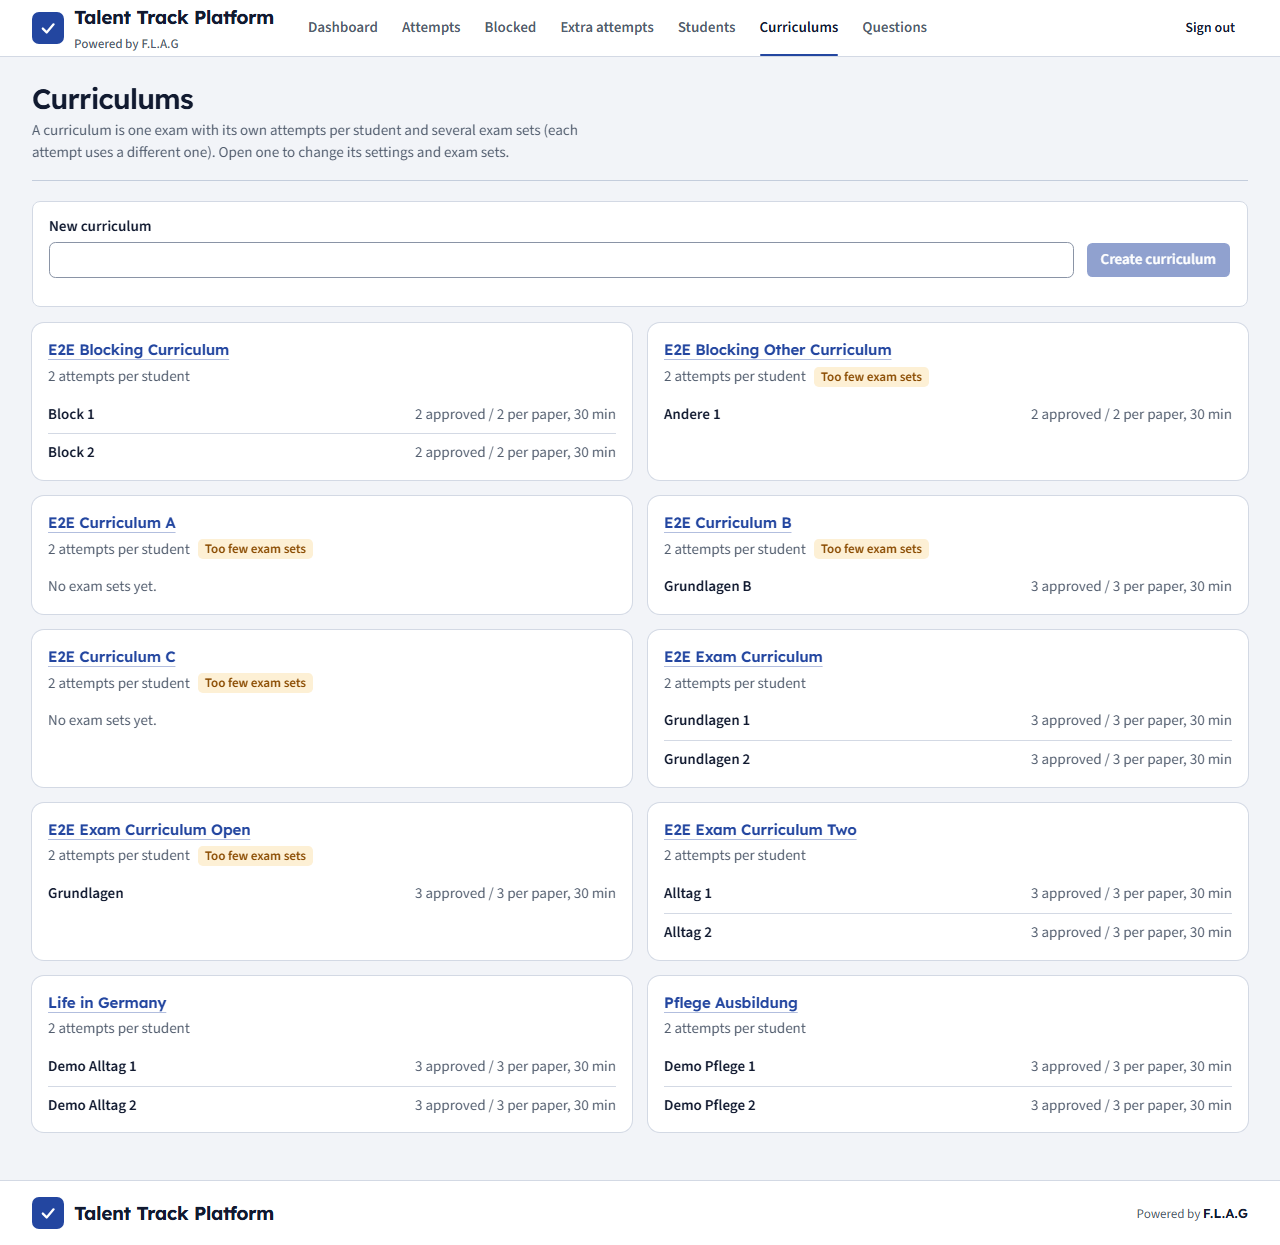 Talent Track Platform
Powered by F.L.A.G
Dashboard Attempts Blocked Extra attempts Students Curriculums Questions Sign out
Curriculums
A curriculum is one exam with its own attempts per student and several exam sets (each
attempt uses a different one). Open one to change its settings and exam sets.
New curriculum
Create curriculum
E2E Blocking Curriculum
2 attempts per student
Block 1 2 approved / 2 per paper, 30 min
Block 2 2 approved / 2 per paper, 30 min
E2E Blocking Other Curriculum
2 attempts per student Too few exam sets
Andere 1 2 approved / 2 per paper, 30 min
E2E Curriculum A
2 attempts per student Too few exam sets
No exam sets yet.
E2E Curriculum B
2 attempts per student Too few exam sets
Grundlagen B 3 approved / 3 per paper, 30 min
E2E Curriculum C
2 attempts per student Too few exam sets
No exam sets yet.
E2E Exam Curriculum
2 attempts per student
Grundlagen 1 3 approved / 3 per paper, 30 min
Grundlagen 2 3 approved / 3 per paper, 30 min
E2E Exam Curriculum Open
2 attempts per student Too few exam sets
Grundlagen 3 approved / 3 per paper, 30 min
E2E Exam Curriculum Two
2 attempts per student
Alltag 1 3 approved / 3 per paper, 30 min
Alltag 2 3 approved / 3 per paper, 30 min
Life in Germany
2 attempts per student
Demo Alltag 1 3 approved / 3 per paper, 30 min
Demo Alltag 2 3 approved / 3 per paper, 30 min
Pflege Ausbildung
2 attempts per student
Demo Pflege 1 3 approved / 3 per paper, 30 min
Demo Pflege 2 3 approved / 3 per paper, 30 min
Talent Track Platform
Powered by F.L.A.G